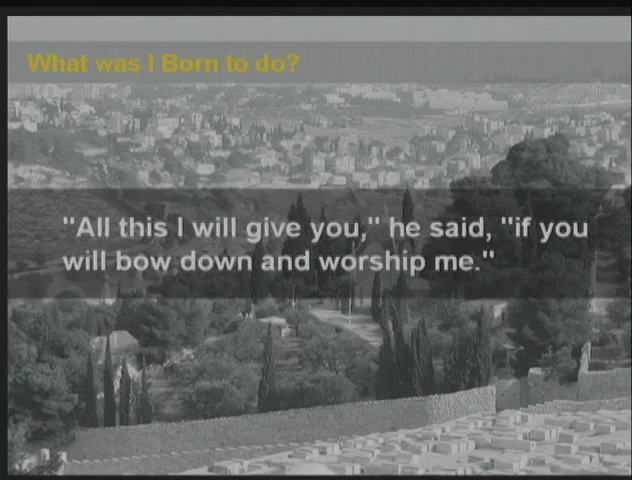 What was I Born to do?
"All this I will give you," he said, "if you
will bow down and worship me."